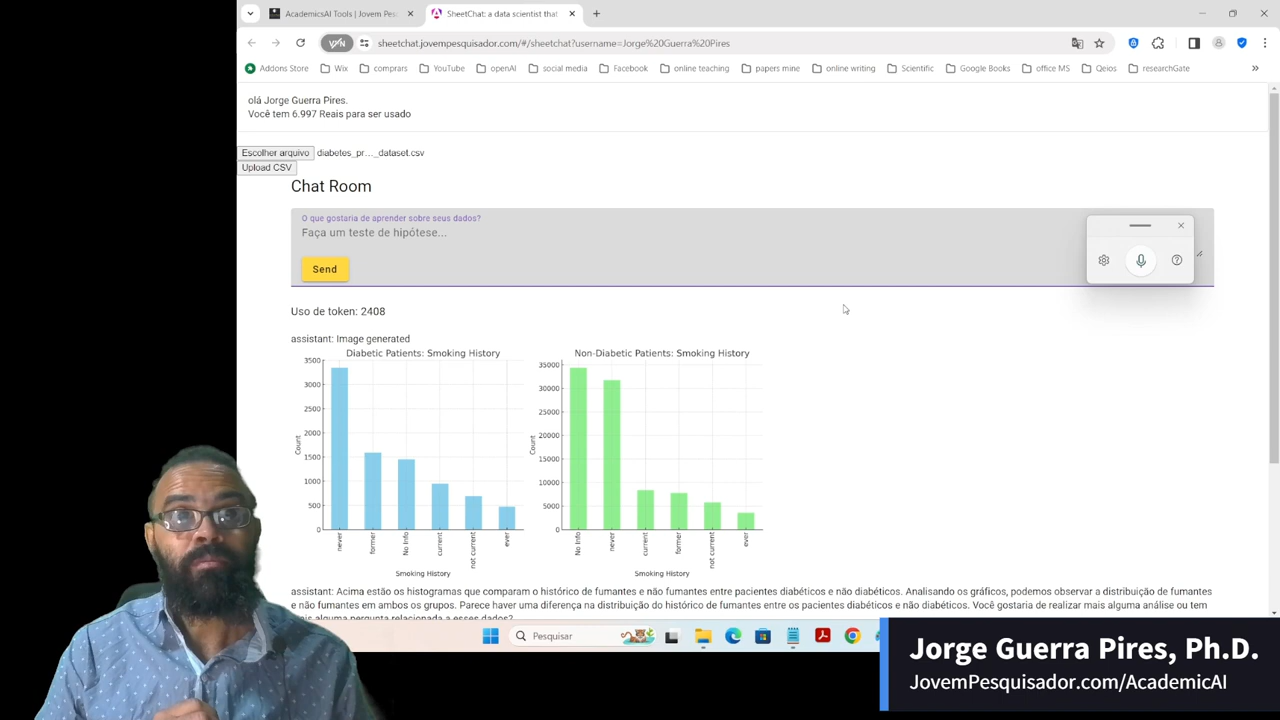 AcademicsAI Tools | Jovem Pes
SheetChat: a data scientist that
sheetchat.jovempesquisador.com/#/sheetchat?username=Jorge%20Guerra%20Pires
Addons Store Wix comprars YouTube openAI social media Facebook online teaching papers mine online writing Scientific Google Books office MS Qeios researchGate
olá Jorge Guerra Pires.
Você tem 6.997 Reais para ser usado
Escolher arquivo diabetes_pr…_dataset.csv
Upload CSV
Chat Room
O que gostaria de aprender sobre seus dados?
Faça um teste de hipótese...
Send
Uso de token: 2408
assistant: Image generated
Diabetic Patients: Smoking History
3500
3000
2500
2000
1500
1000
500
0
Count
never former No Info current not current ever
Smoking History
Non-Diabetic Patients: Smoking History
35000
30000
25000
20000
15000
10000
5000
0
Count
No Info never current former not current ever
Smoking History
assistant: Acima estão os histogramas que comparam o histórico de fumantes e não fumantes entre pacientes diabéticos e não diabéticos. Analisando os gráficos, podemos observar a distribuição de fumantes
e não fumantes em ambos os grupos. Parece haver uma diferença na distribuição do histórico de fumantes entre os pacientes diabéticos e não diabéticos. Você gostaria de realizar mais alguma análise ou tem
mais alguma pergunta relacionada a esses dados?
Pesquisar
Jorge Guerra Pires, Ph.D.
JovemPesquisador.com/AcademicAI